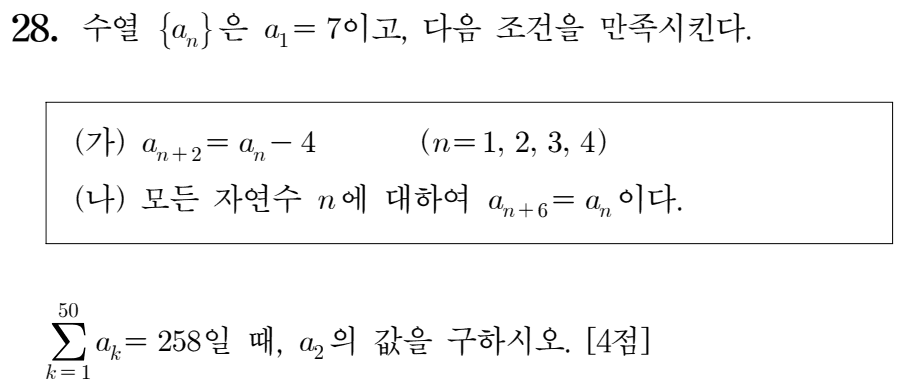 28. 수열 {aₙ}은 a₁ = 7이고, 다음 조건을 만족시킨다.
(가) aₙ₊₂ = aₙ − 4 (n = 1, 2, 3, 4)
(나) 모든 자연수 n에 대하여 aₙ₊₆ = aₙ이다.
∑_{k=1}^{50} aₖ = 258일 때, a₂의 값을 구하시오. [4점]